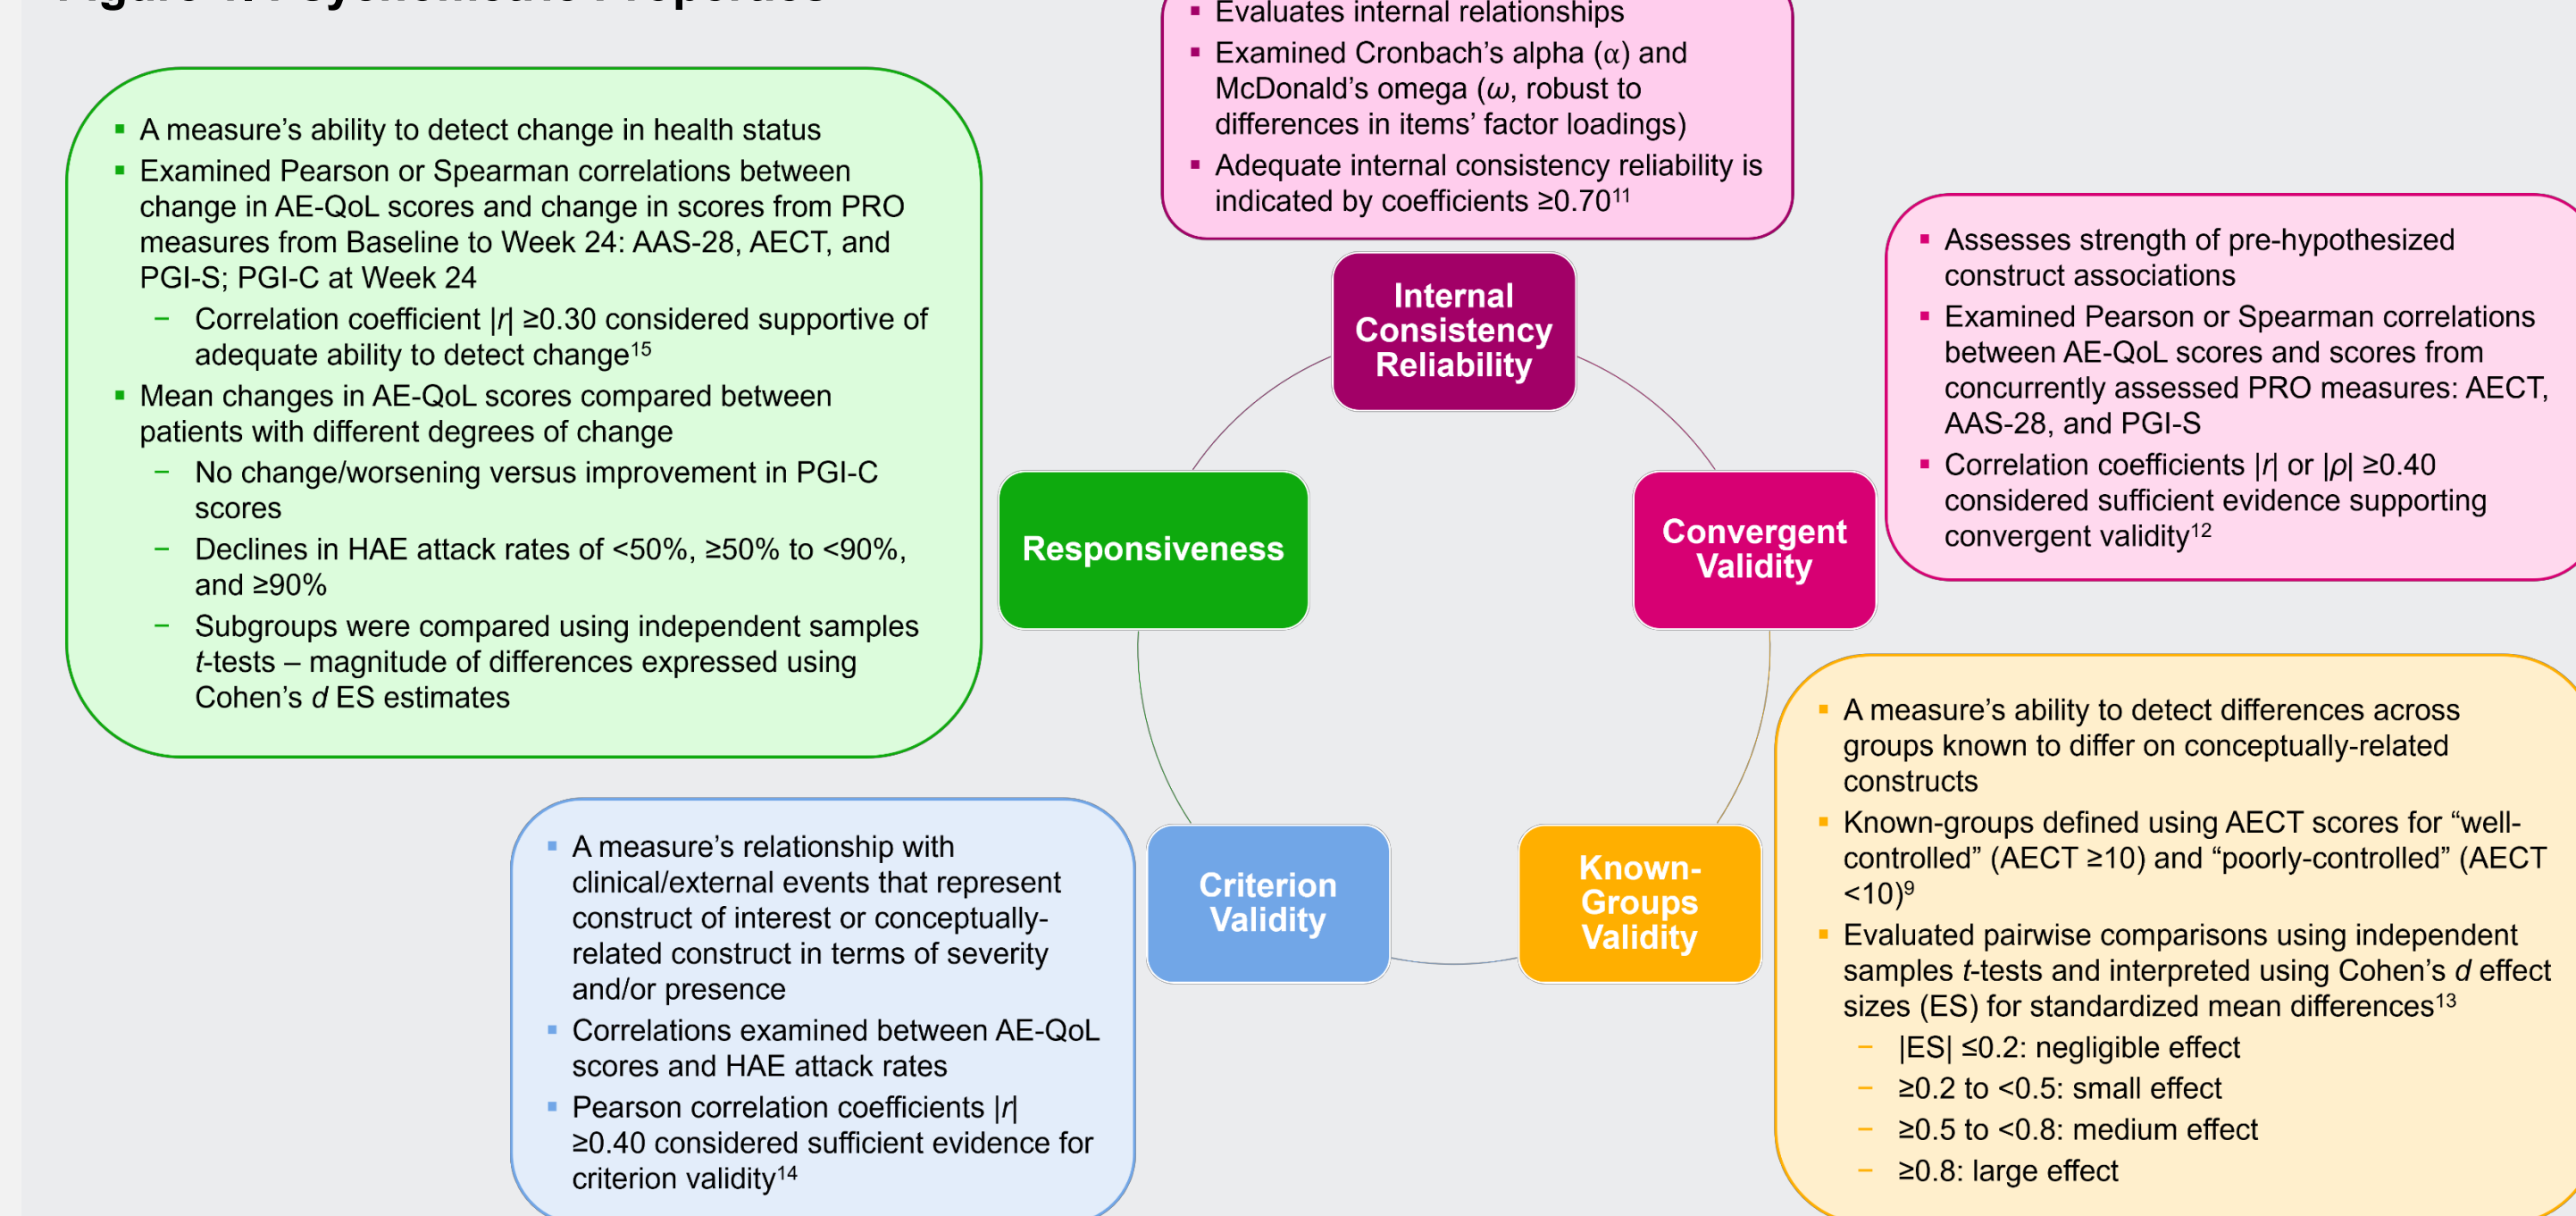 Figure 1. Psychometric Properties
▪ Evaluates internal relationships
▪ Examined Cronbach’s alpha (α) and
McDonald’s omega (ω, robust to
differences in items’ factor loadings)
▪ Adequate internal consistency reliability is
indicated by coefficients ≥0.70¹¹
▪ A measure’s ability to detect change in health status
▪ Examined Pearson or Spearman correlations between
change in AE-QoL scores and change in scores from PRO
measures from Baseline to Week 24: AAS-28, AECT, and
PGI-S; PGI-C at Week 24
– Correlation coefficient |r| ≥0.30 considered supportive of
adequate ability to detect change¹⁵
▪ Mean changes in AE-QoL scores compared between
patients with different degrees of change
– No change/worsening versus improvement in PGI-C
scores
– Declines in HAE attack rates of <50%, ≥50% to <90%,
and ≥90%
– Subgroups were compared using independent samples
t-tests – magnitude of differences expressed using
Cohen’s d ES estimates
Internal
Consistency
Reliability
▪ Assesses strength of pre-hypothesized
construct associations
▪ Examined Pearson or Spearman correlations
between AE-QoL scores and scores from
concurrently assessed PRO measures: AECT,
AAS-28, and PGI-S
▪ Correlation coefficients |r| or |ρ| ≥0.40
considered sufficient evidence supporting
convergent validity¹²
Responsiveness
Convergent
Validity
▪ A measure’s relationship with
clinical/external events that represent
construct of interest or conceptually-
related construct in terms of severity
and/or presence
▪ Correlations examined between AE-QoL
scores and HAE attack rates
▪ Pearson correlation coefficients |r|
≥0.40 considered sufficient evidence for
criterion validity¹⁴
Criterion
Validity
Known-
Groups
Validity
▪ A measure’s ability to detect differences across
groups known to differ on conceptually-related
constructs
▪ Known-groups defined using AECT scores for “well-
controlled” (AECT ≥10) and “poorly-controlled” (AECT
<10)⁹
▪ Evaluated pairwise comparisons using independent
samples t-tests and interpreted using Cohen’s d effect
sizes (ES) for standardized mean differences¹³
– |ES| ≤0.2: negligible effect
– ≥0.2 to <0.5: small effect
– ≥0.5 to <0.8: medium effect
– ≥0.8: large effect